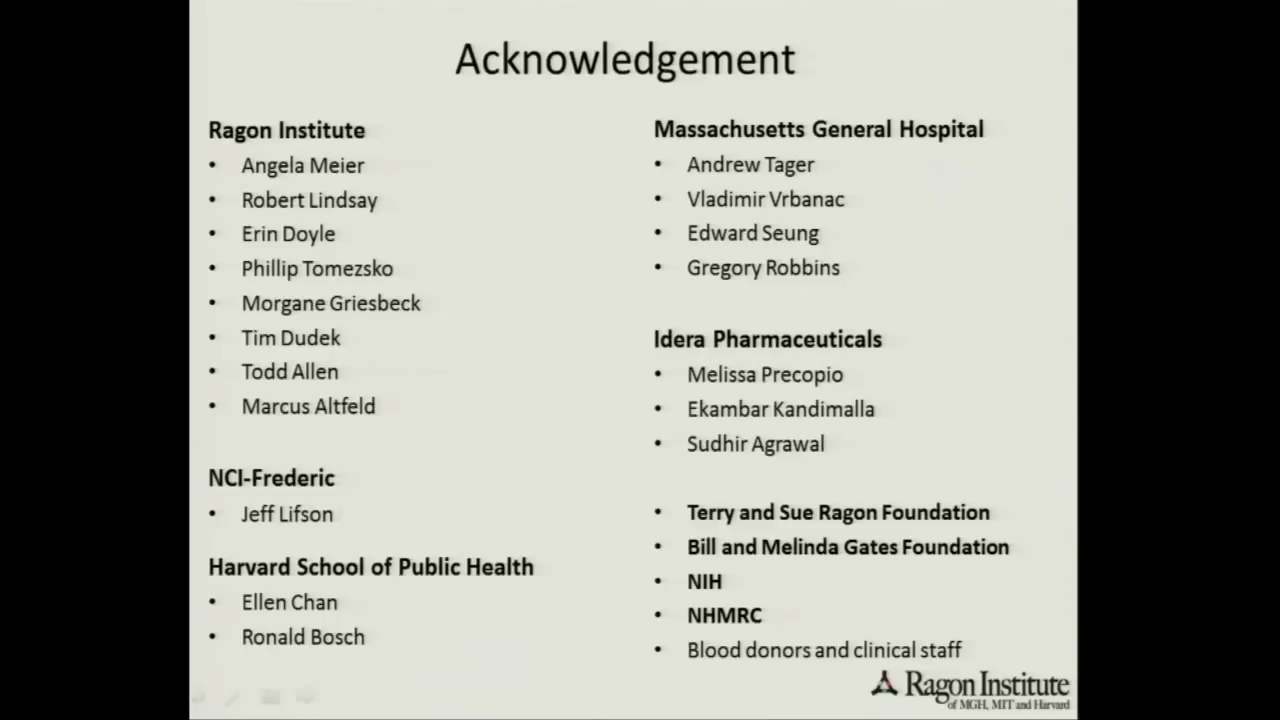 Acknowledgement
Ragon Institute
• Angela Meier
• Robert Lindsay
• Erin Doyle
• Phillip Tomezsko
• Morgane Griesbeck
• Tim Dudek
• Todd Allen
• Marcus Altfeld
NCI-Frederic
• Jeff Lifson
Harvard School of Public Health
• Ellen Chan
• Ronald Bosch
Massachusetts General Hospital
• Andrew Tager
• Vladimir Vrbanac
• Edward Seung
• Gregory Robbins
Idera Pharmaceuticals
• Melissa Precopio
• Ekambar Kandimalla
• Sudhir Agrawal
• Terry and Sue Ragon Foundation
• Bill and Melinda Gates Foundation
• NIH
• NHMRC
• Blood donors and clinical staff
Ragon Institute
of MGH, MIT and Harvard